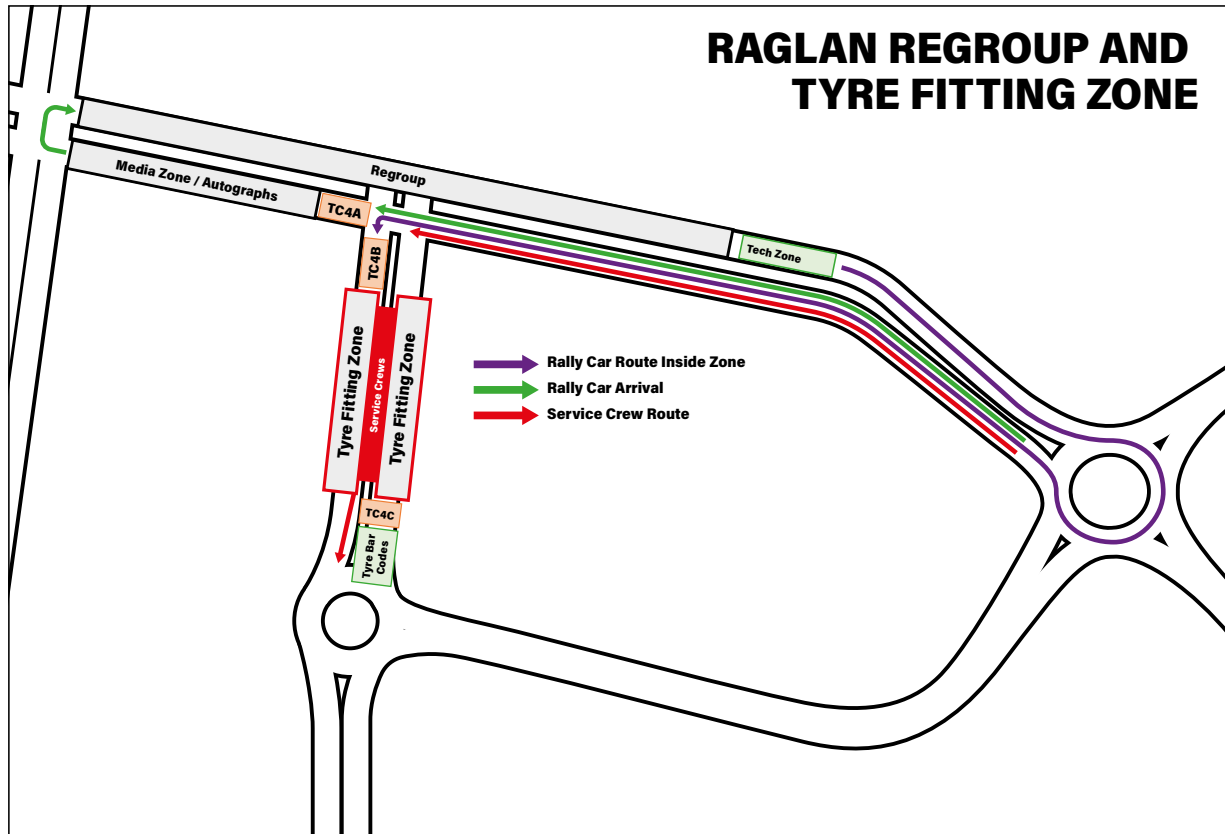 RAGLAN REGROUP AND
TYRE FITTING ZONE
Regroup
Media Zone / Autographs
TC4A
Tech Zone
TC4B
Tyre Fitting Zone
Service Crews
Tyre Fitting Zone
Rally Car Route Inside Zone
Rally Car Arrival
Service Crew Route
TC4C
Tyre Bar
Codes